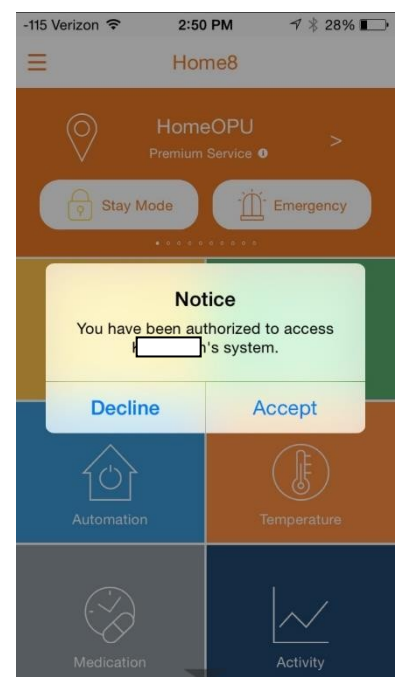 -115 Verizon 2:50 PM 28%
Home8
HomeOPU
Premium Service
>
Stay Mode
Emergency
Notice
You have been authorized to access
's system.
Decline
Accept
Automation
Temperature
Medication
Activity